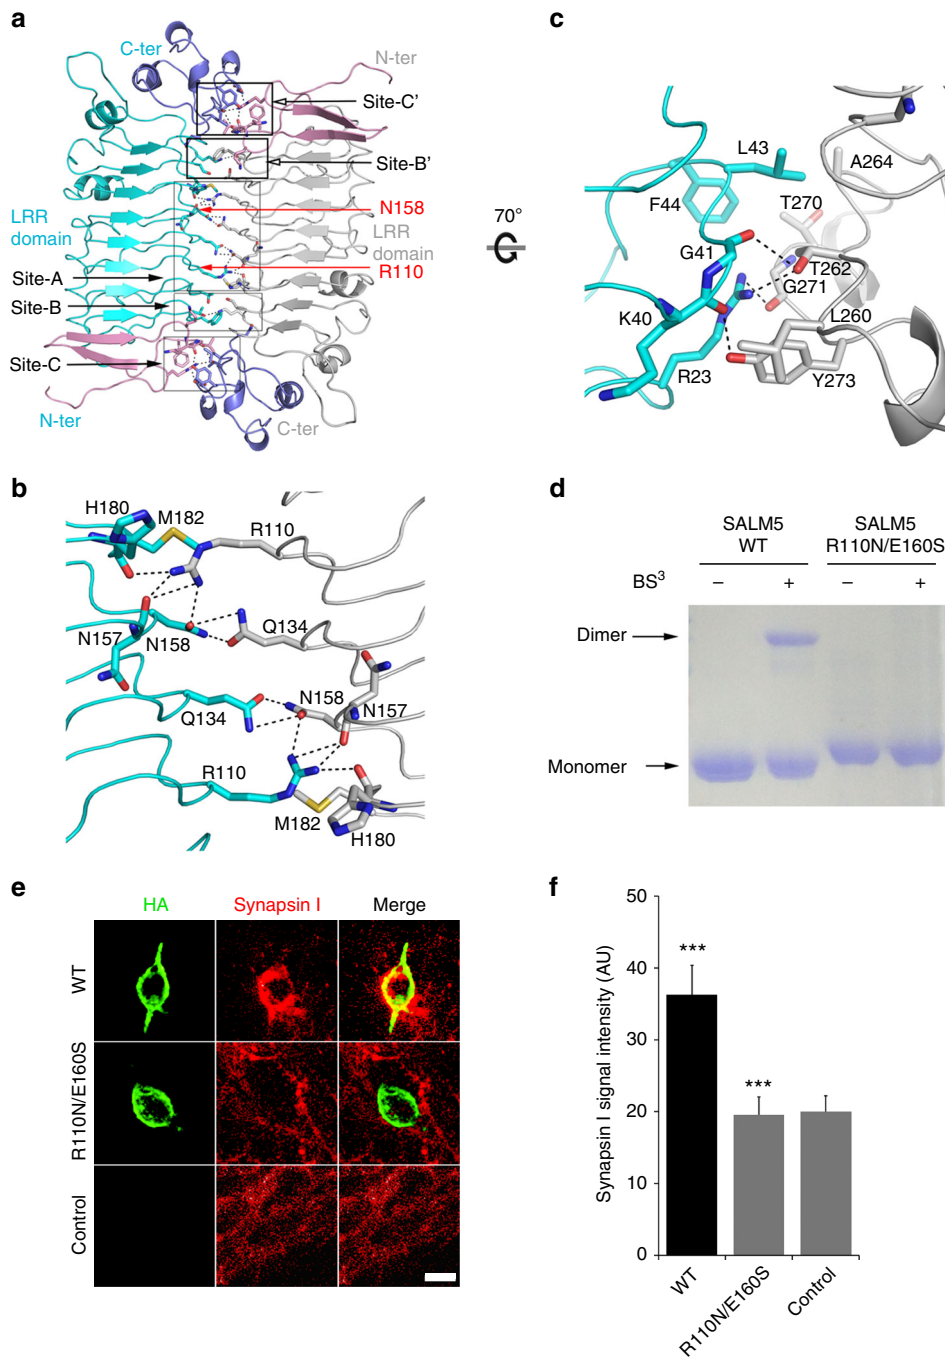 a
C-ter
N-ter
Site-C'
Site-B'
N158
LRR
domain
LRR
domain
R110
Site-A
Site-B
Site-C
N-ter
C-ter
70°
c
L43
A264
F44
T270
G41
T262
G271
K40
L260
R23
Y273
b
H180
M182
R110
N157
N158
Q134
Q134
N158
N157
R110
M182
H180
d
SALM5
WT
SALM5
R110N/E160S
BS³ – + – +
Dimer
Monomer
e
HA Synapsin I Merge
WT
R110N/E160S
Control
f
Synapsin I signal intensity (AU)
50
40
30
20
10
0
***
***
WT
R110N/E160S
Control